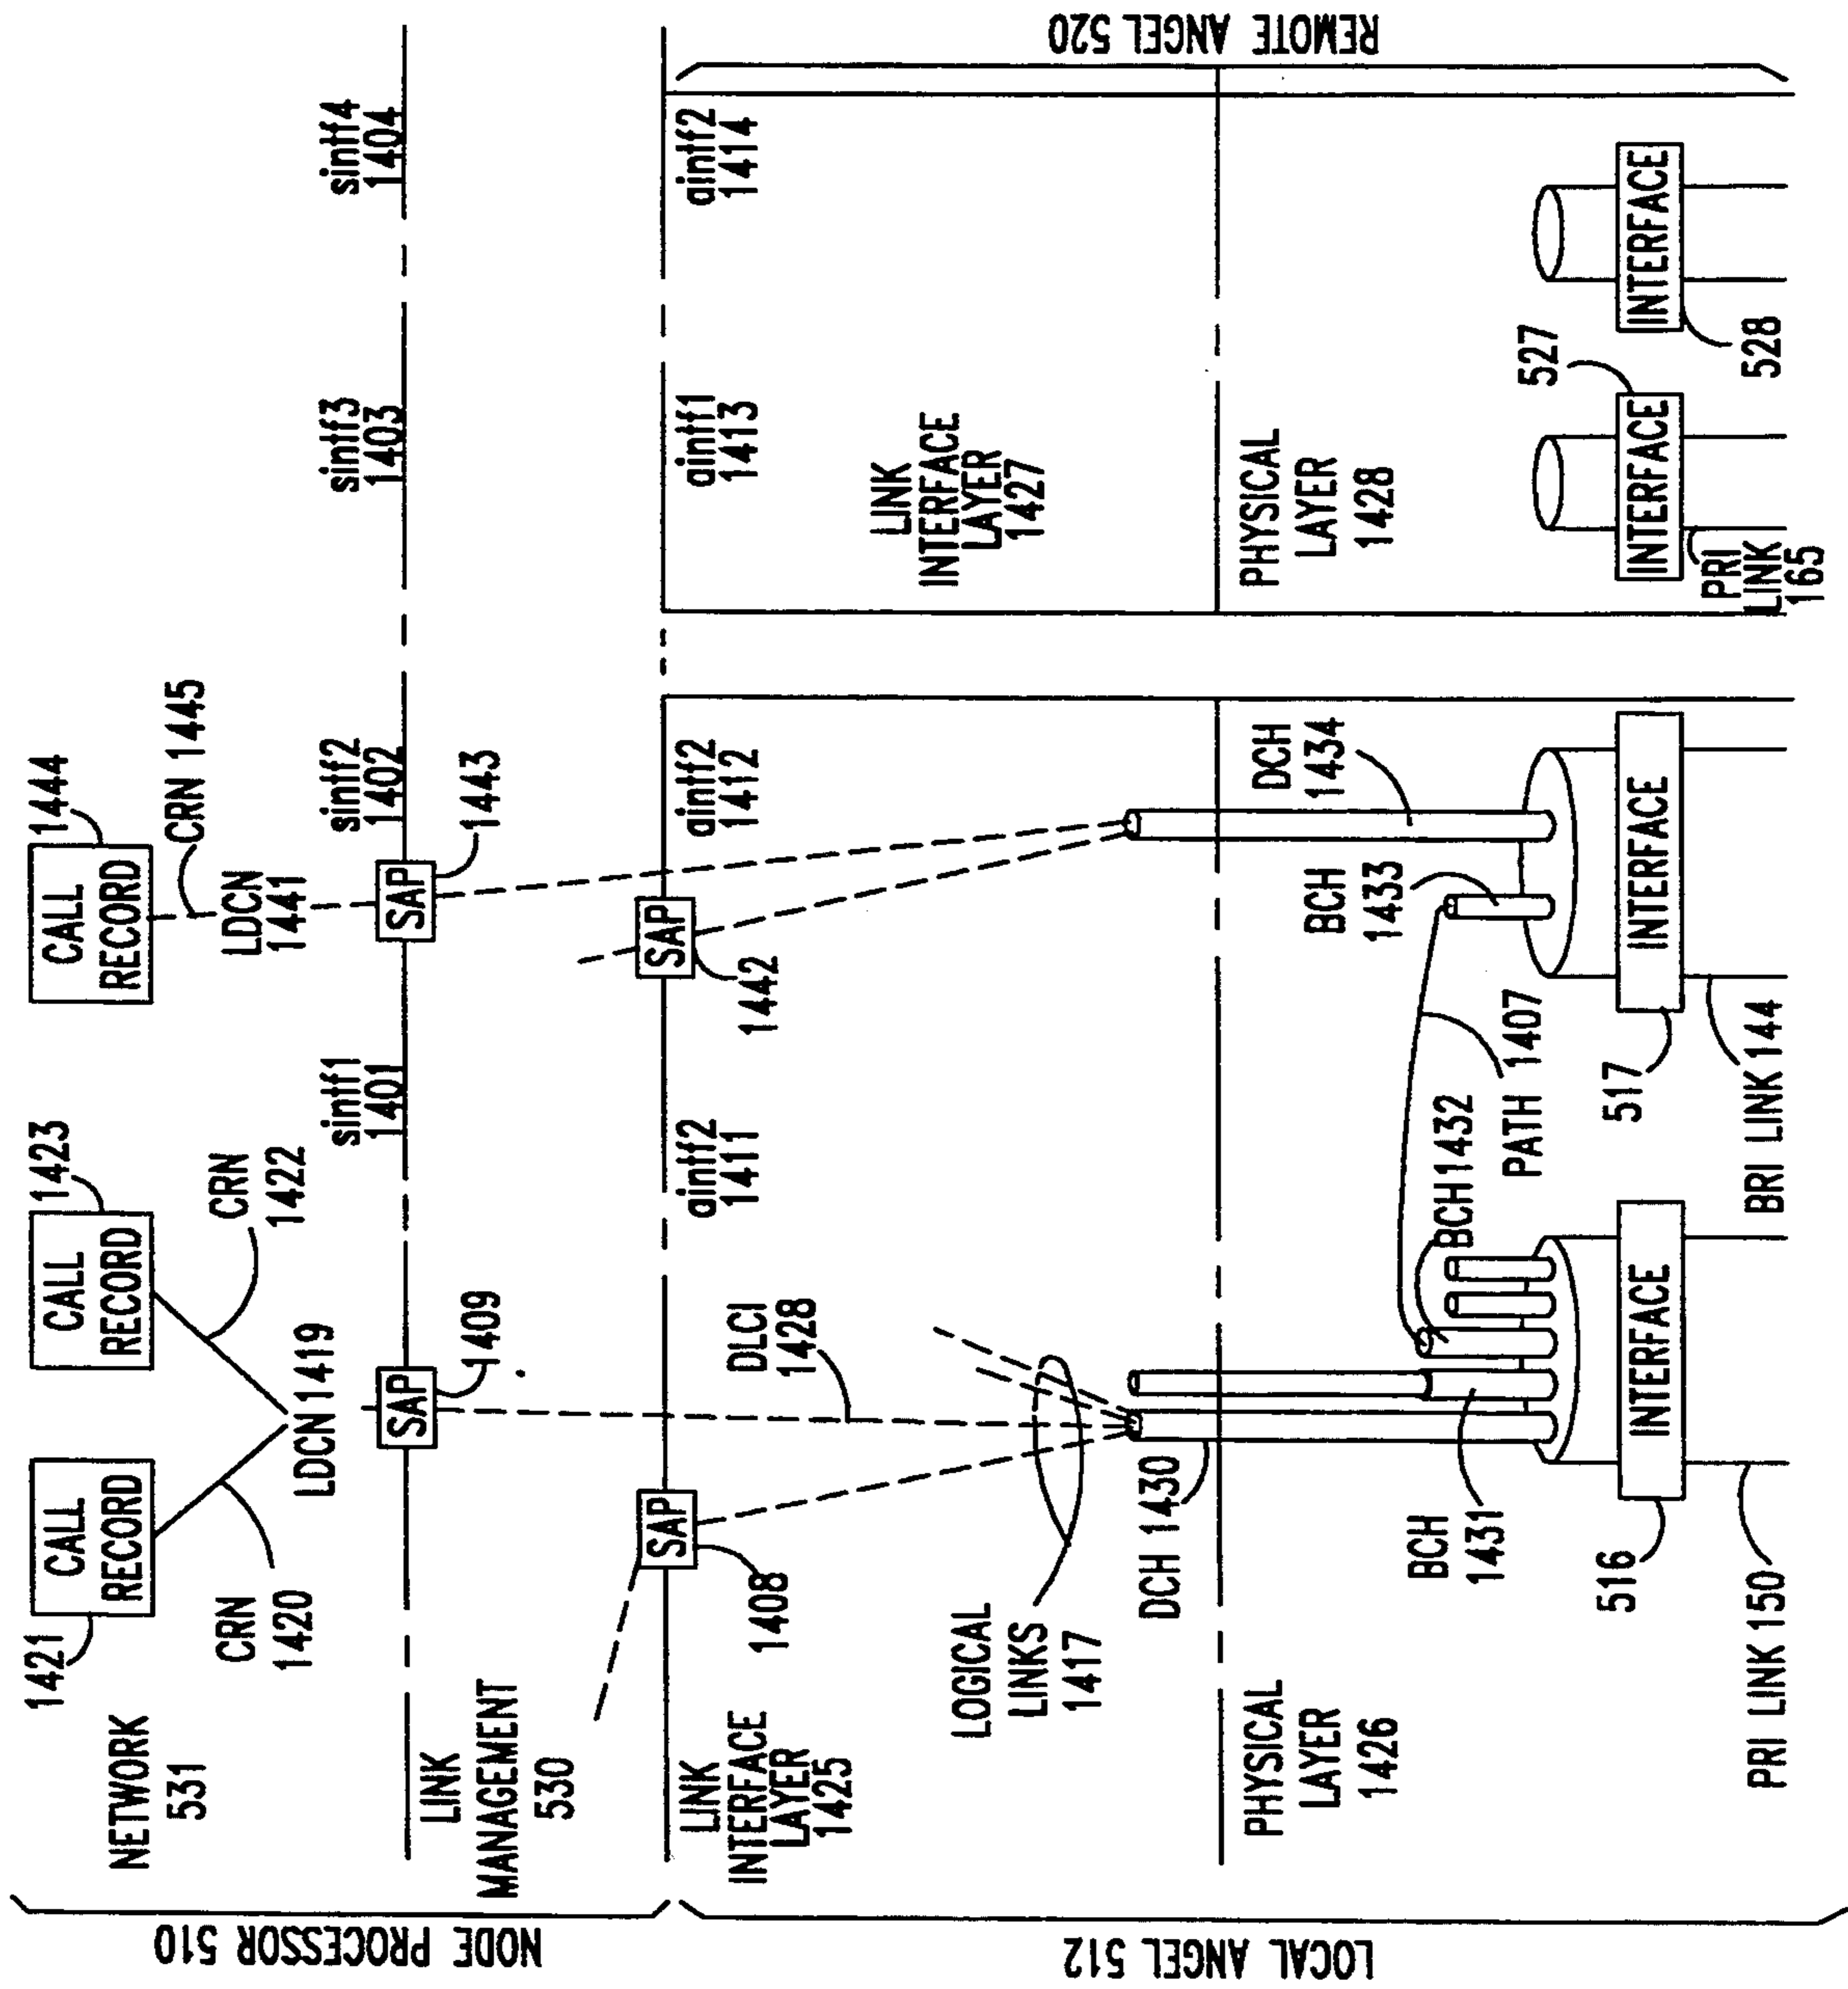 NODE PROCESSOR 510
LOCAL ANGEL 512
REMOTE ANGEL 520
NETWORK
531
1421
CALL
RECORD
CRN
1420
CALL
RECORD
1423
CRN
1422
LDCN 1419
CALL
RECORD
1444
CRN 1445
LDCN
1441
sintf1
1401
sintf2
1402
sintf3
1403
sintf4
1404
LINK
MANAGEMENT
530
SAP
1409
SAP
1443
LINK
INTERFACE
LAYER
1425
SAP
1408
DLCI
1428
aintf2
1411
SAP
1442
aintf2
1412
aintf1
1413
aintf2
1414
LOGICAL
LINKS
1417
LINK
INTERFACE
LAYER
1427
DCH 1430
PHYSICAL
LAYER
1426
BCH
1431
BCH1432
PATH 1407
BCH
1433
DCH
1434
PHYSICAL
LAYER
1428
516
INTERFACE
517
INTERFACE
527
INTERFACE
528
INTERFACE
PRI LINK 150
BRI LINK144
PRI
LINK
165